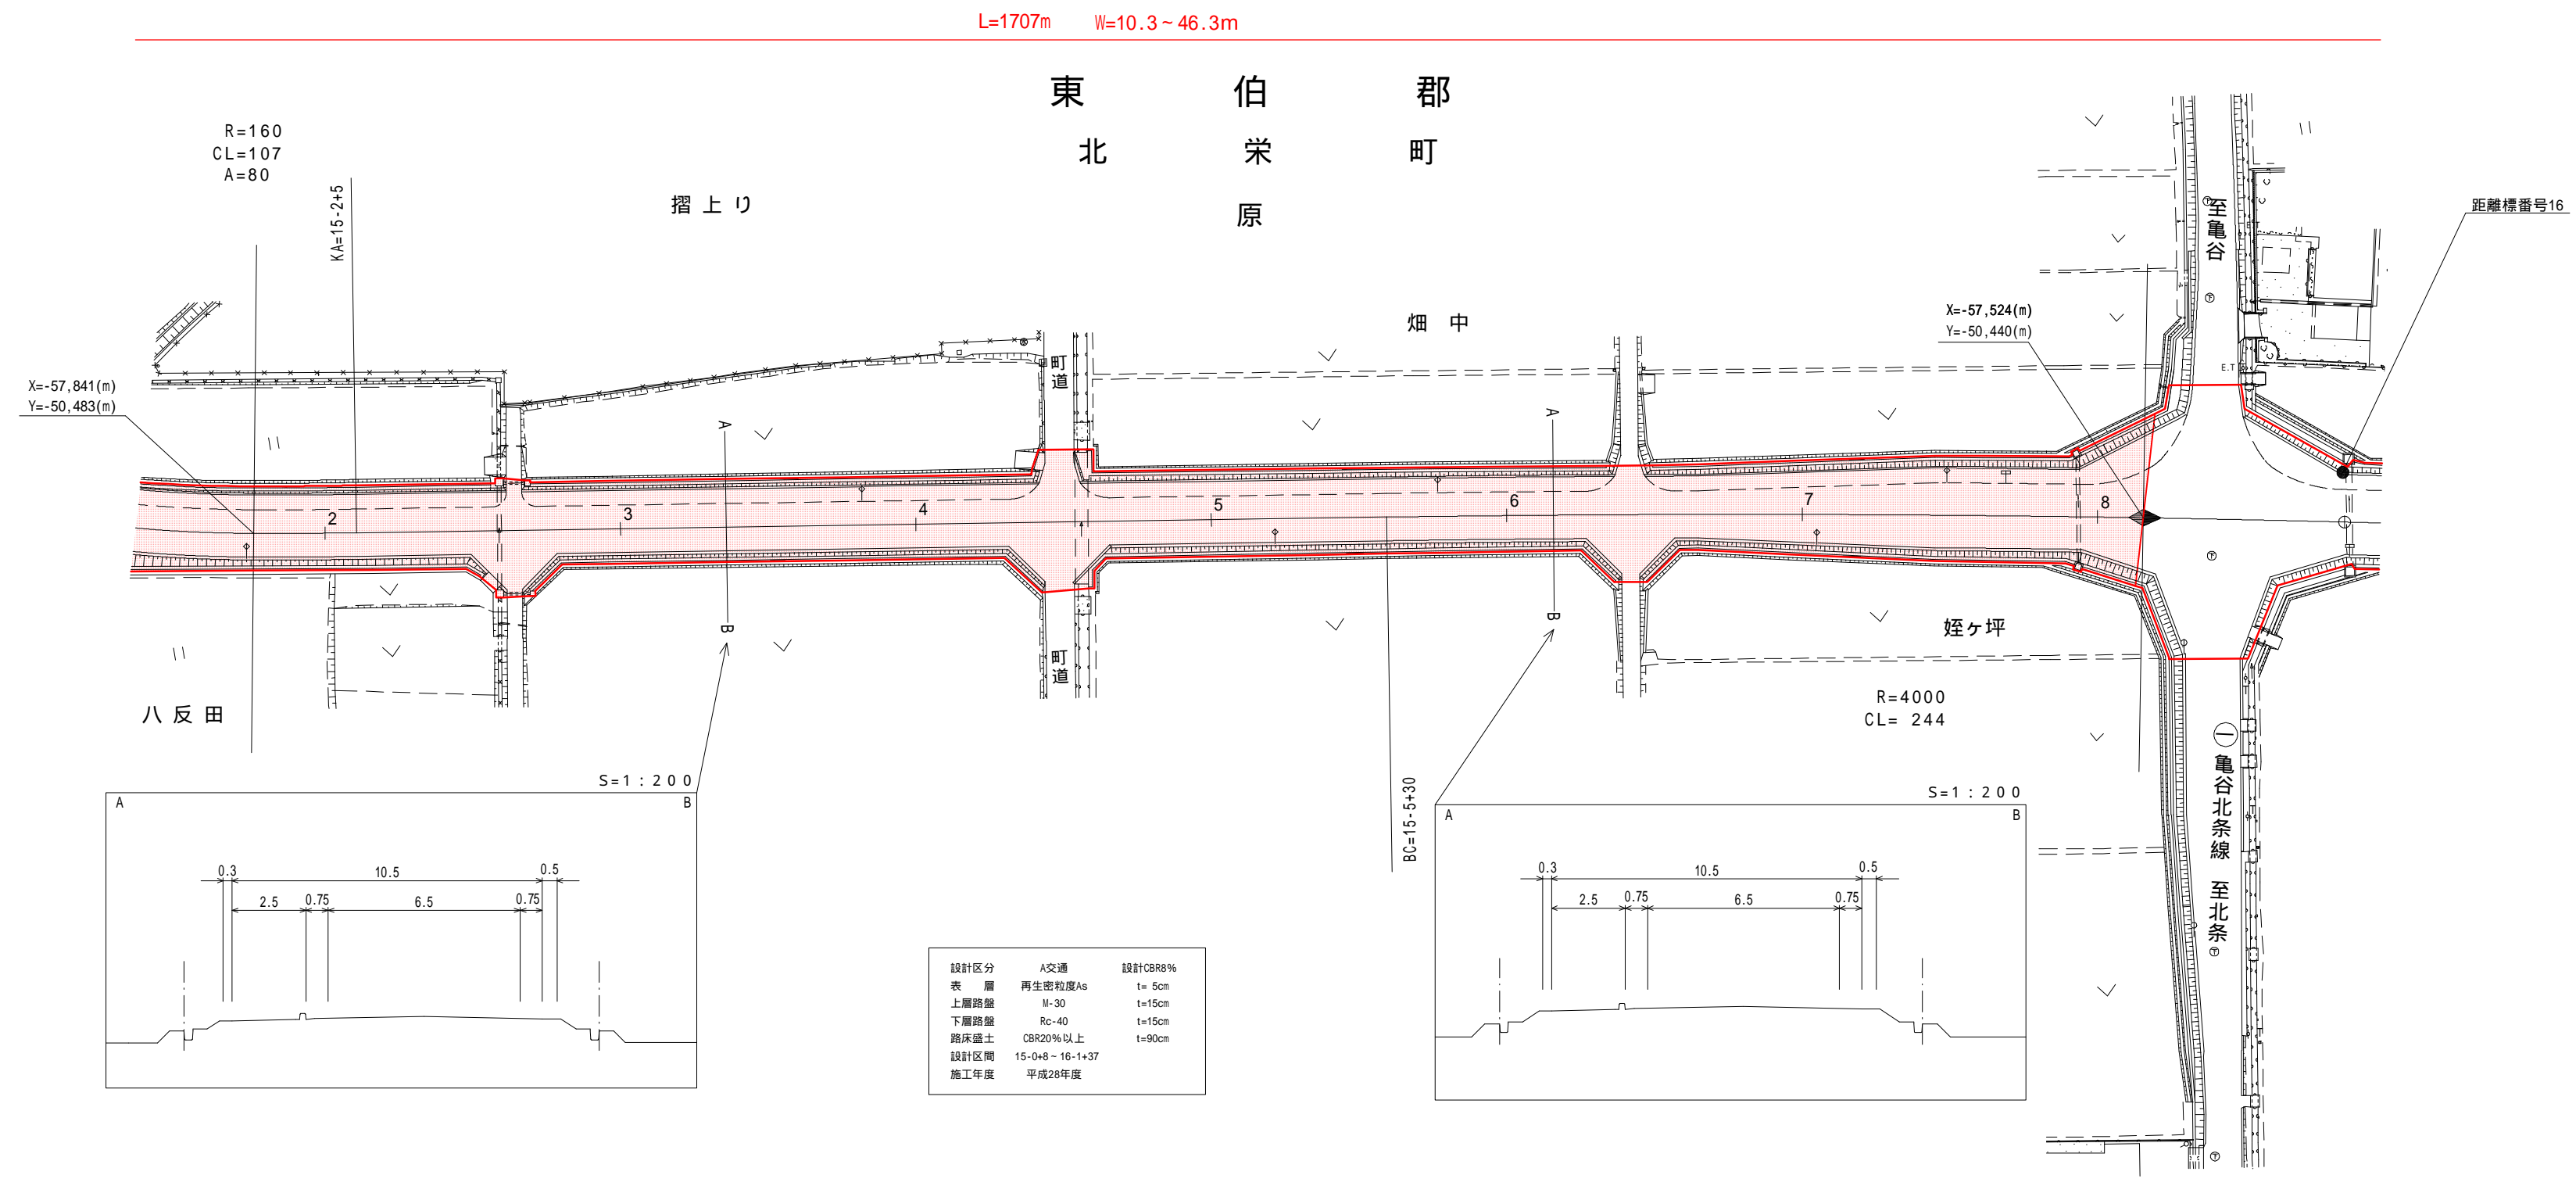 L=1707m W=10.3~46.3m
東伯郡
北栄町
原
R=160
CL=107
A=80
KA=15-2+5
摺上り
距離標番号16
至亀谷
畑中
X=-57,524(m)
Y=-50,440(m)
X=-57,841(m)
Y=-50,483(m)
町道
E.T
A
A
2
3
4
5
6
7
8
B
B
町道
姪ヶ坪
八反田
R=4000
CL= 244
BC=15-5+30
亀谷北条線 至北条
S=1:200
A B
0.3 10.5 0.5
2.5 0.75 6.5 0.75
S=1:200
A B
0.3 10.5 0.5
2.5 0.75 6.5 0.75
設計区分 A交通 設計CBR8%
表 層 再生密粒度As t= 5cm
上層路盤 M-30 t=15cm
下層路盤 Rc-40 t=15cm
路床盛土 CBR20%以上 t=90cm
設計区間 15-0+8~16-1+37
施工年度 平成28年度